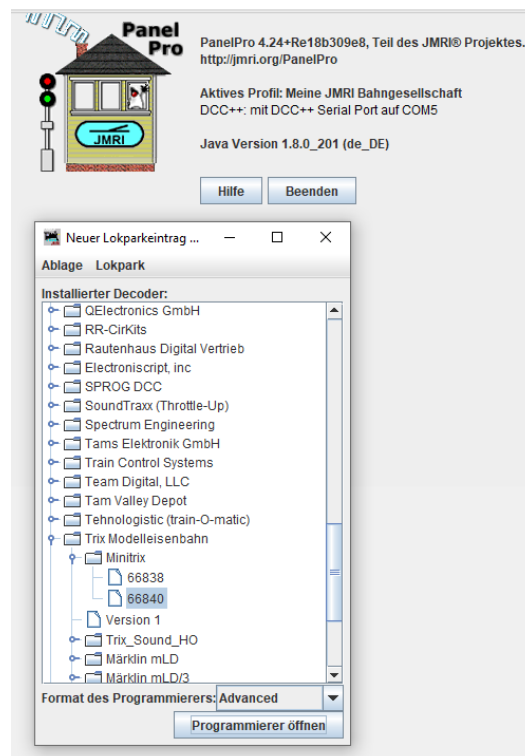 Panel
Pro
JMRI
PanelPro 4.24+Re18b309e8, Teil des JMRI® Projektes.
http://jmri.org/PanelPro
Aktives Profil: Meine JMRI Bahngesellschaft
DCC++: mit DCC++ Serial Port auf COM5
Java Version 1.8.0_201 (de_DE)
Hilfe Beenden
Neuer Lokparkeintrag ...
Ablage Lokpark
Installierter Decoder:
QElectronics GmbH
RR-CirKits
Rautenhaus Digital Vertrieb
Electroniscript, inc
SPROG DCC
SoundTraxx (Throttle-Up)
Spectrum Engineering
Tams Elektronik GmbH
Train Control Systems
Team Digital, LLC
Tam Valley Depot
Tehnologistic (train-O-matic)
Trix Modelleisenbahn
Minitrix
66838
66840
Version 1
Trix_Sound_HO
Märklin mLD
Märklin mLD/3
Format des Programmierers: Advanced
Programmierer öffnen